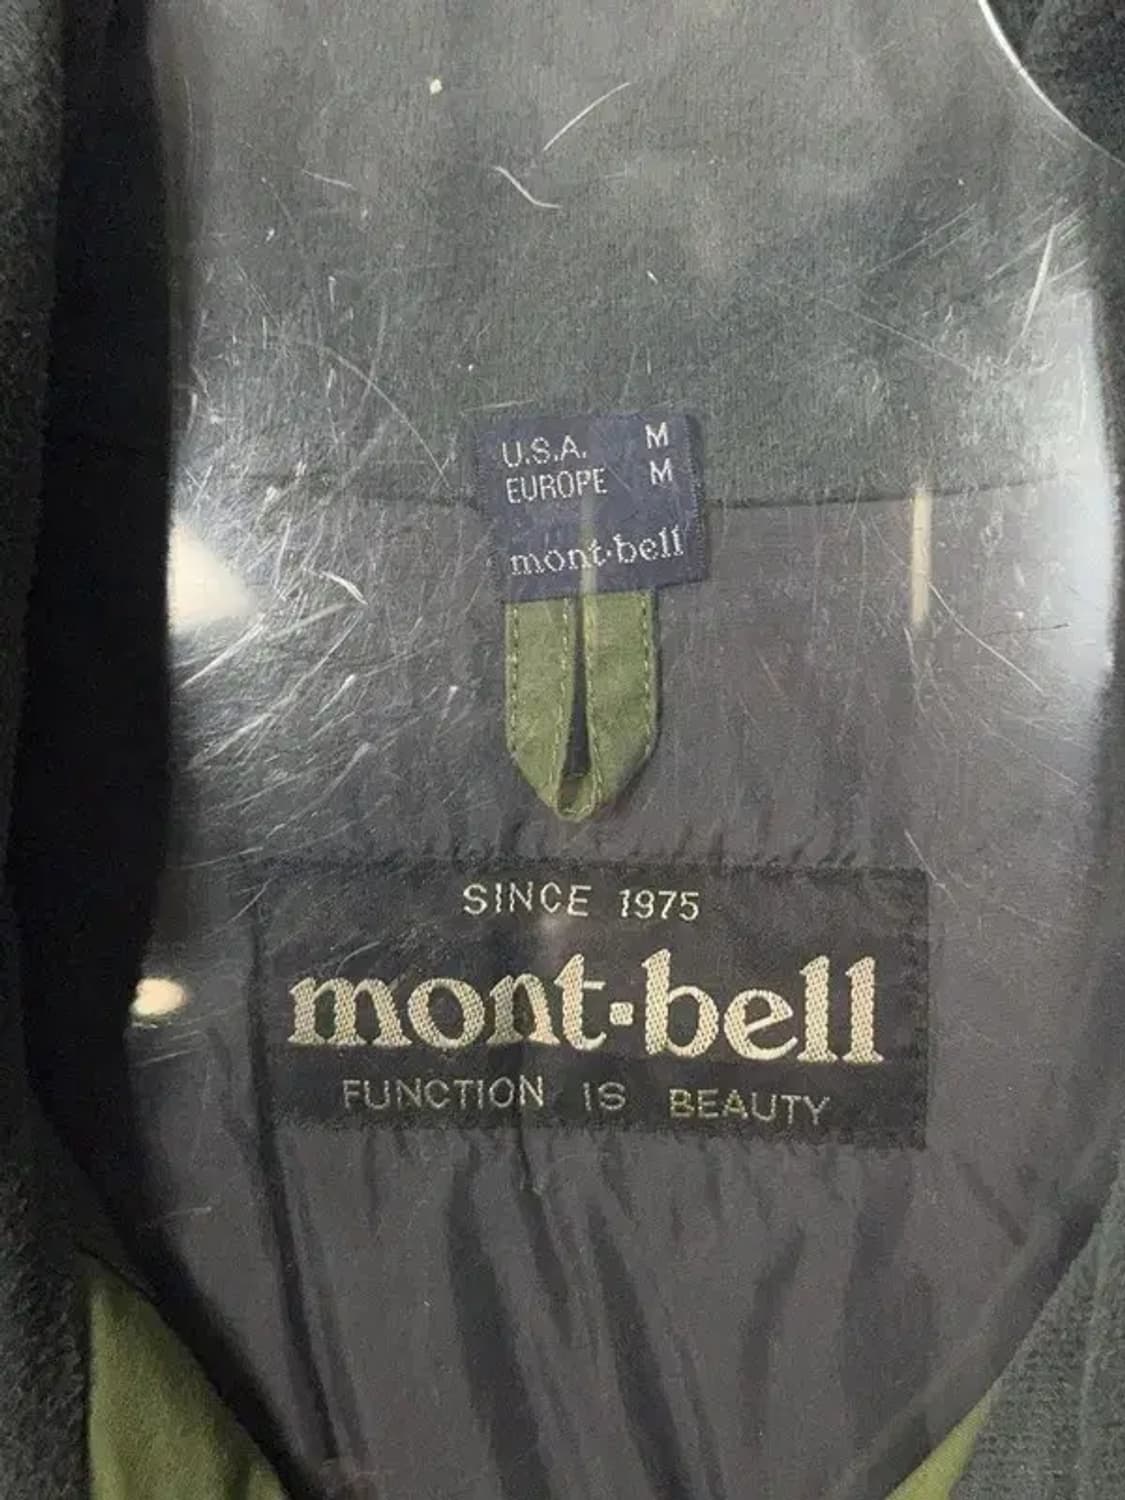 U.S.A. M
EUROPE M
mont·bell
SINCE 1975
mont·bell
FUNCTION IS BEAUTY